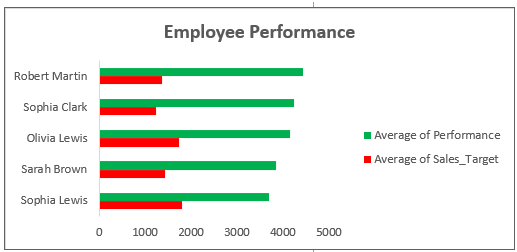 Employee Performance
Robert Martin
Sophia Clark
Olivia Lewis
Sarah Brown
Sophia Lewis
Average of Performance
Average of Sales_Target
0 1000 2000 3000 4000 5000